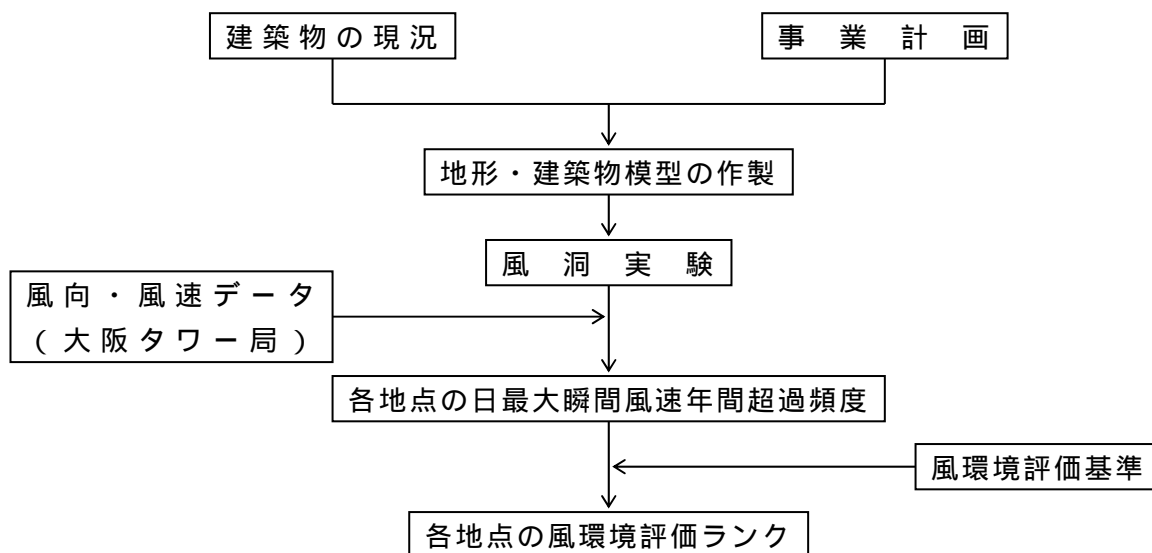 建築物の現況
事業計画
地形・建築物模型の作製
風洞実験
風向・風速データ
(大阪タワー局)
各地点の日最大瞬間風速年間超過頻度
風環境評価基準
各地点の風環境評価ランク